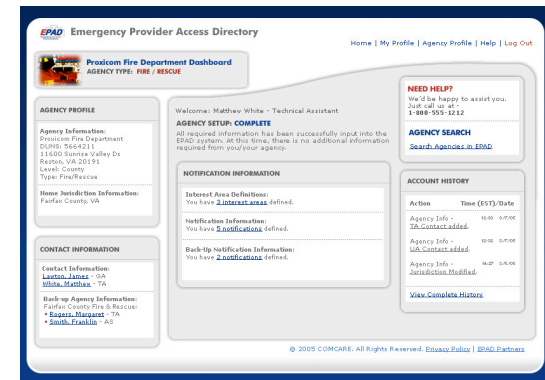 EPAD Emergency Provider Access Directory
Home | My Profile | Agency Profile | Help | Log Out
Proxicom Fire Department Dashboard
AGENCY TYPE: FIRE / RESCUE
AGENCY PROFILE
Agency Information:
Proxicom Fire Department
DUNS: 5664211
11600 Sunrise Valley Ds
Reston, VA 20191
Level: County
Type: Fire/Rescue
Home Jurisdiction Information:
Fairfax County, VA
CONTACT INFORMATION
Contact Information:
Lawton, James - GA
White, Matthew - TA
Back-up Agency Information:
Fairfax County Fire & Rescue:
• Rogers, Margaret - TA
• Smith, Franklin - AS
Welcome: Matthew White - Technical Assistant
AGENCY SETUP: COMPLETE
All required information has been successfully input into the
EPAD system. At this time, there is no additional information
required from you/your agency.
NOTIFICATION INFORMATION
Interest Area Definitions:
You have 3 interest areas defined.
Notification Information:
You have 5 notifications defined.
Back-Up Notification Information:
You have 2 notifications defined.
NEED HELP?
We'd be happy to assist you.
Just call us at -
1-800-555-1212
AGENCY SEARCH
Search Agencies in EPAD
ACCOUNT HISTORY
Action Time (EST)/Date
Agency Info -
TA Contact added.
Agency Info -
UA Contact added.
Agency Info -
Jurisdiction Modified.
View Complete History
© 2005 COMCARE. All Rights Reserved. Privacy Policy | EPAD Partners